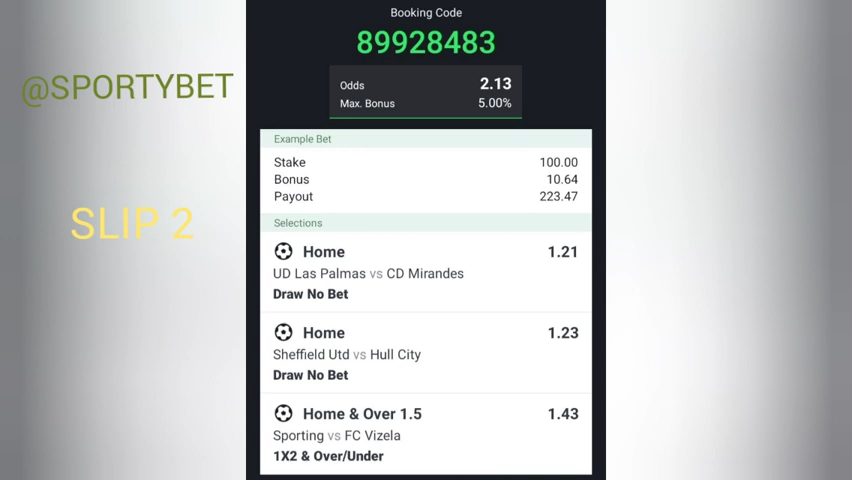 @SPORTYBET
SLIP 2
Booking Code
89928483
Odds 2.13
Max. Bonus 5.00%
Example Bet
Stake 100.00
Bonus 10.64
Payout 223.47
Selections
Home 1.21
UD Las Palmas vs CD Mirandes
Draw No Bet
Home 1.23
Sheffield Utd vs Hull City
Draw No Bet
Home & Over 1.5 1.43
Sporting vs FC Vizela
1X2 & Over/Under